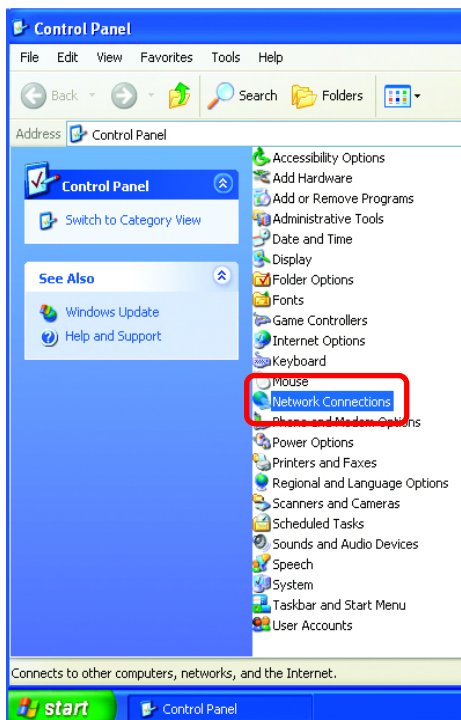 Control Panel
File Edit View Favorites Tools Help
Back Search Folders
Address Control Panel
Control Panel
Switch to Category View
See Also
Windows Update
Help and Support
Accessibility Options
Add Hardware
Add or Remove Programs
Administrative Tools
Date and Time
Display
Folder Options
Fonts
Game Controllers
Internet Options
Keyboard
Mouse
Network Connections
Phone and Modem Options
Power Options
Printers and Faxes
Regional and Language Options
Scanners and Cameras
Scheduled Tasks
Sounds and Audio Devices
Speech
System
Taskbar and Start Menu
User Accounts
Connects to other computers, networks, and the Internet.
start Control Panel